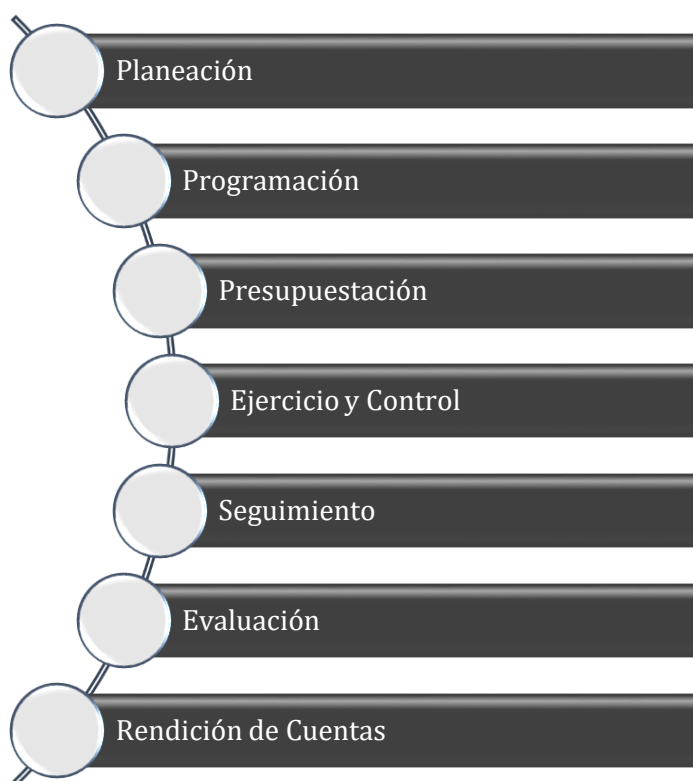 Planeación
Programación
Presupuestación
Ejercicio y Control
Seguimiento
Evaluación
Rendición de Cuentas